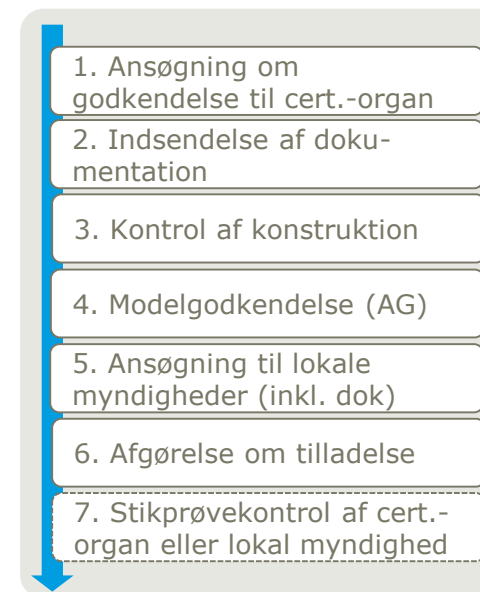 1. Ansøgning om
godkendelse til cert.-organ
2. Indsendelse af doku-
mentation
3. Kontrol af konstruktion
4. Modelgodkendelse (AG)
5. Ansøgning til lokale
myndigheder (inkl. dok)
6. Afgørelse om tilladelse
7. Stikprøvekontrol af cert.-
organ eller lokal myndighed